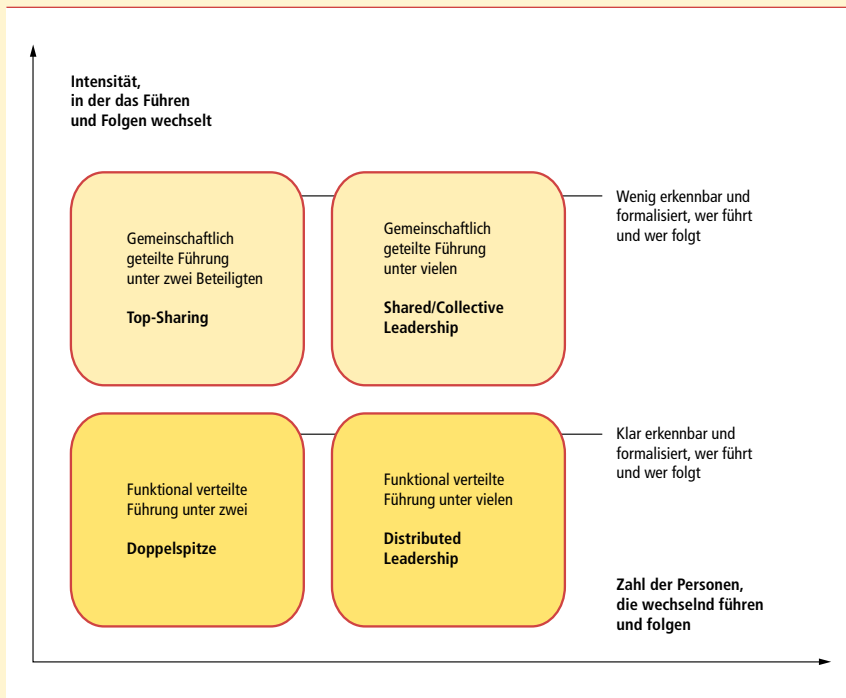 Intensität,
in der das Führen
und Folgen wechselt
Gemeinschaftlich
geteilte Führung
unter zwei Beteiligten
Top-Sharing
Gemeinschaftlich
geteilte Führung
unter vielen
Shared/Collective
Leadership
Wenig erkennbar und
formalisiert, wer führt
und wer folgt
Funktional verteilte
Führung unter zwei
Doppelspitze
Funktional verteilte
Führung unter vielen
Distributed
Leadership
Klar erkennbar und
formalisiert, wer führt
und wer folgt
Zahl der Personen,
die wechselnd führen
und folgen